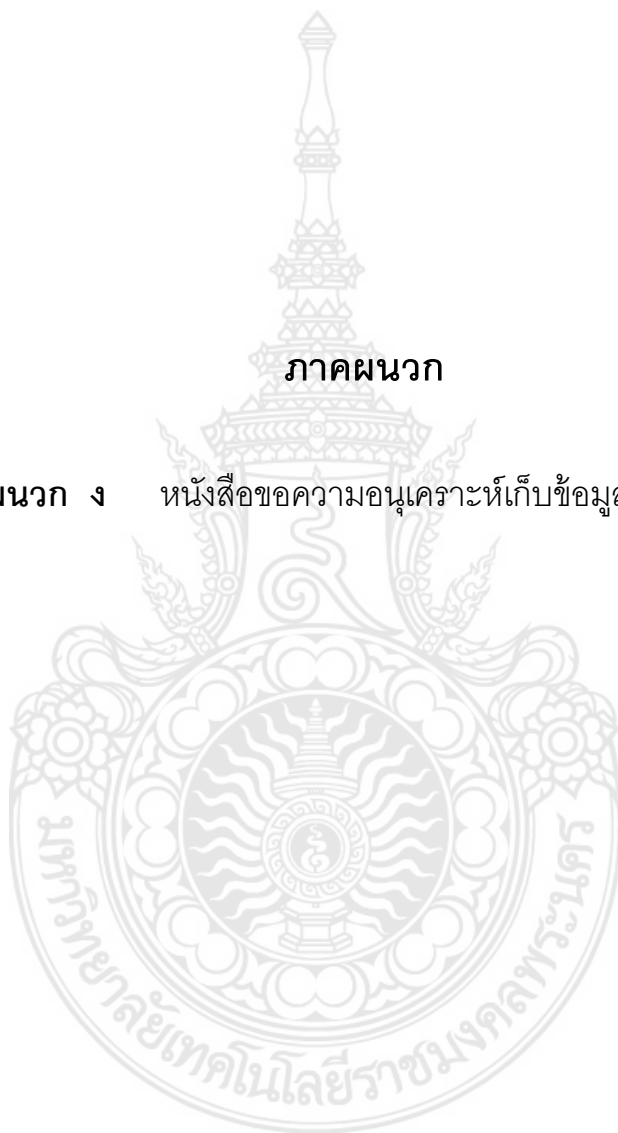 ภาคผนวก
ผนวก ง หนังสือขอความอนุเคราะห์เก็บข้อมูล
มหาวิทยาลัยเทคโนโลยีราชมงคลพระนคร